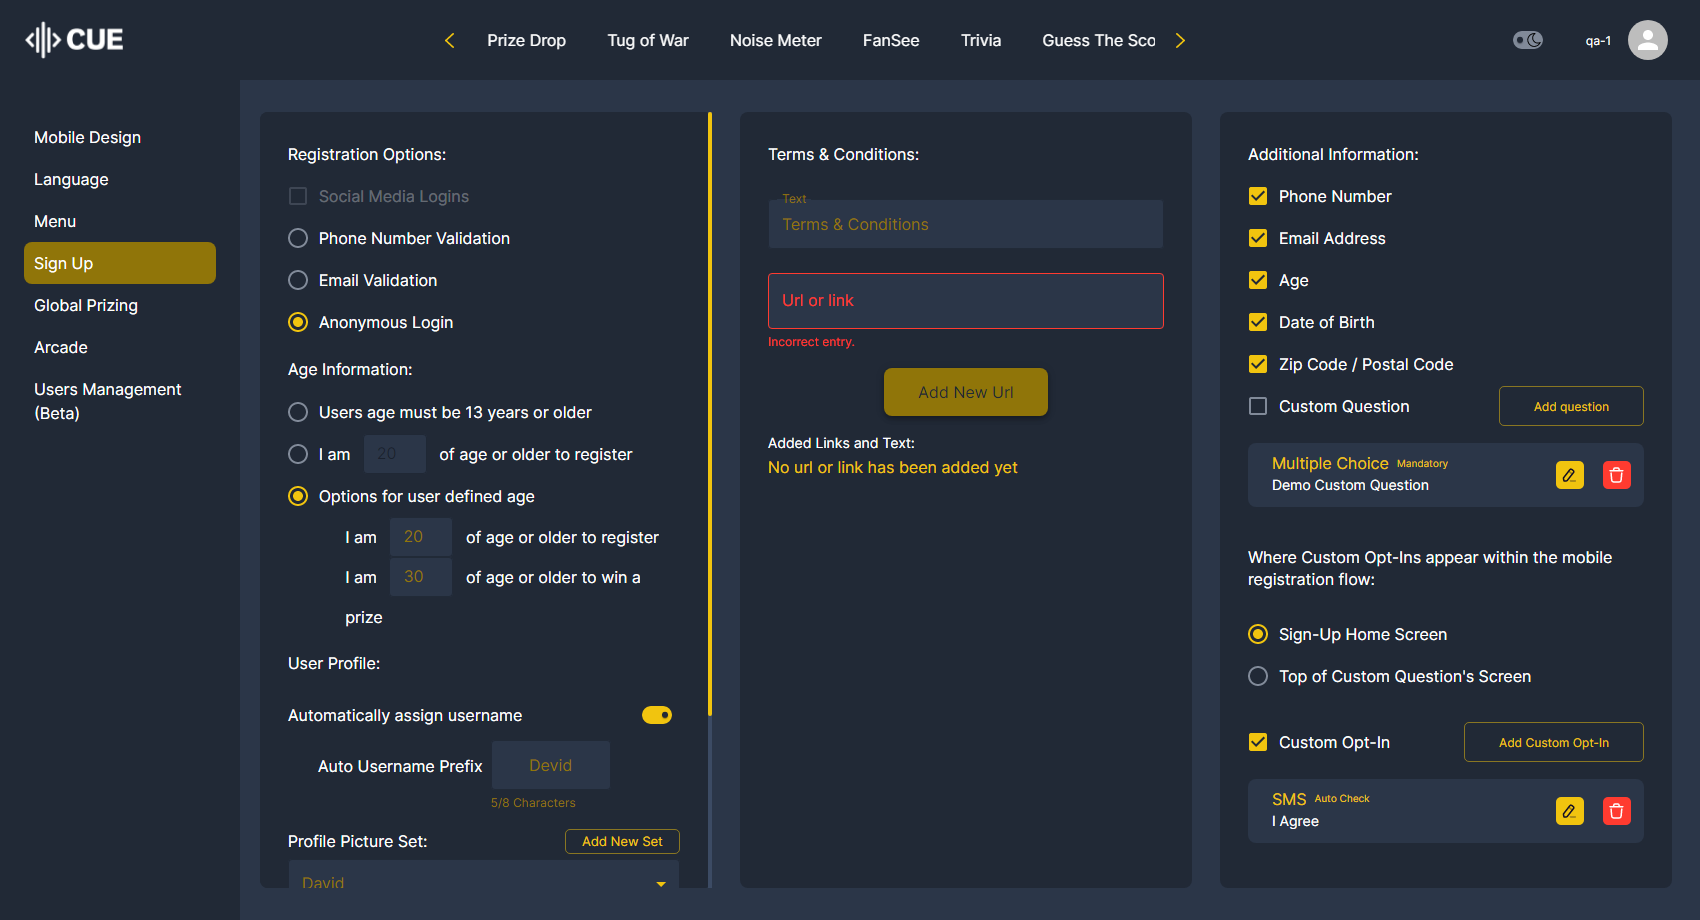 CUE
Prize Drop
Tug of War
Noise Meter
FanSee
Trivia
Guess The Sco
qa-1
Mobile Design
Language
Menu
Sign Up
Global Prizing
Arcade
Users Management
(Beta)
Registration Options:
Social Media Logins
Phone Number Validation
Email Validation
Anonymous Login
Age Information:
Users age must be 13 years or older
I am 20 of age or older to register
Options for user defined age
I am 20 of age or older to register
I am 30 of age or older to win a
prize
User Profile:
Automatically assign username
Auto Username Prefix Devid
5/8 Characters
Profile Picture Set: Add New Set
David
Terms & Conditions:
Text
Terms & Conditions
Url or link
Incorrect entry.
Add New Url
Added Links and Text:
No url or link has been added yet
Additional Information:
Phone Number
Email Address
Age
Date of Birth
Zip Code / Postal Code
Custom Question Add question
Multiple Choice Mandatory
Demo Custom Question
Where Custom Opt-Ins appear within the mobile
registration flow:
Sign-Up Home Screen
Top of Custom Question's Screen
Custom Opt-In Add Custom Opt-In
SMS Auto Check
I Agree